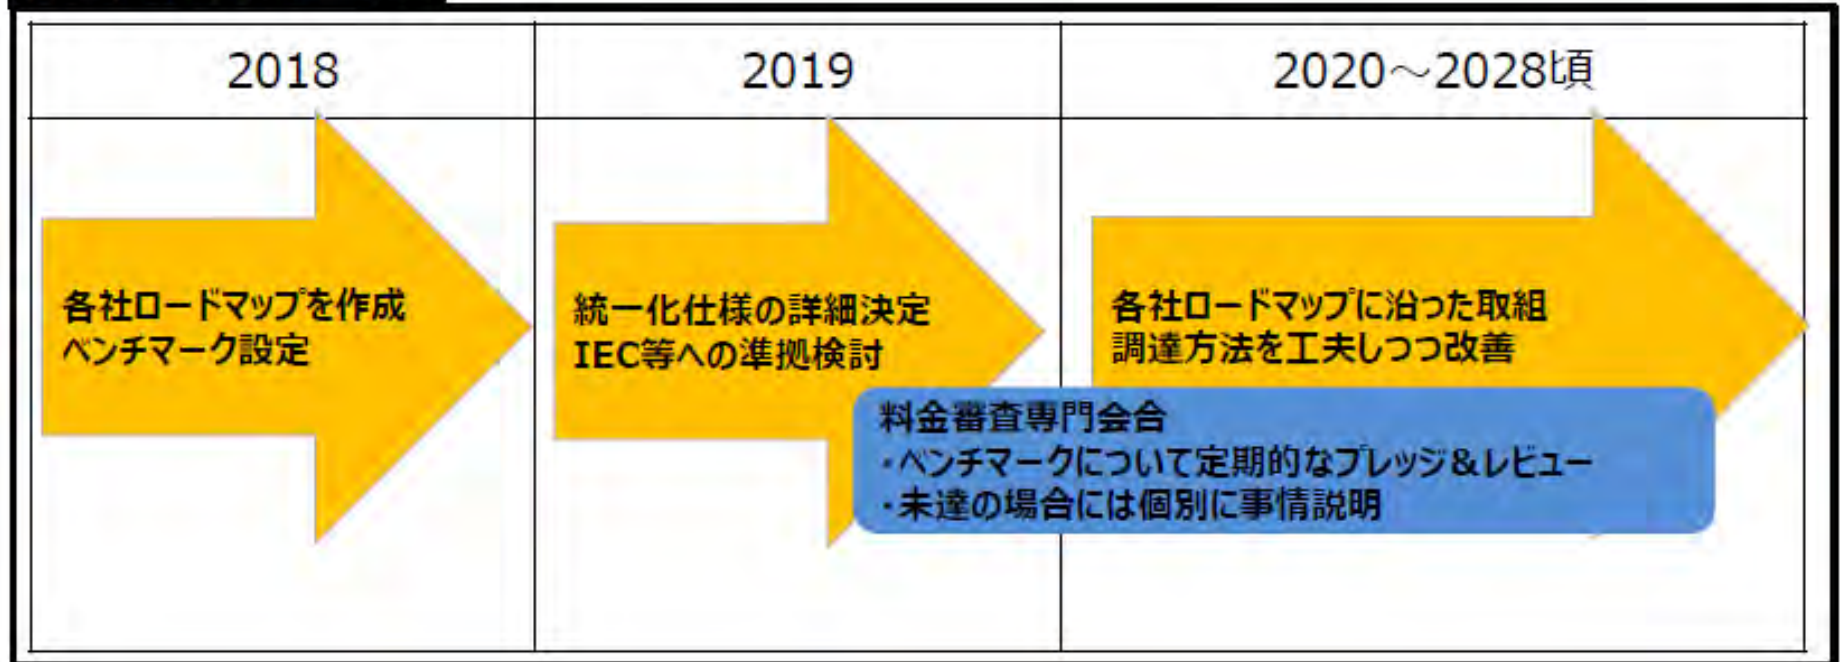 2018
2019
2020～2028頃
各社ロードマップを作成
ベンチマーク設定
統一化仕様の詳細決定
IEC等への準拠検討
各社ロードマップに沿った取組
調達方法を工夫しつつ改善
料金審査専門会合
・ベンチマークについて定期的なプレッジ＆レビュー
・未達の場合には個別に事情説明